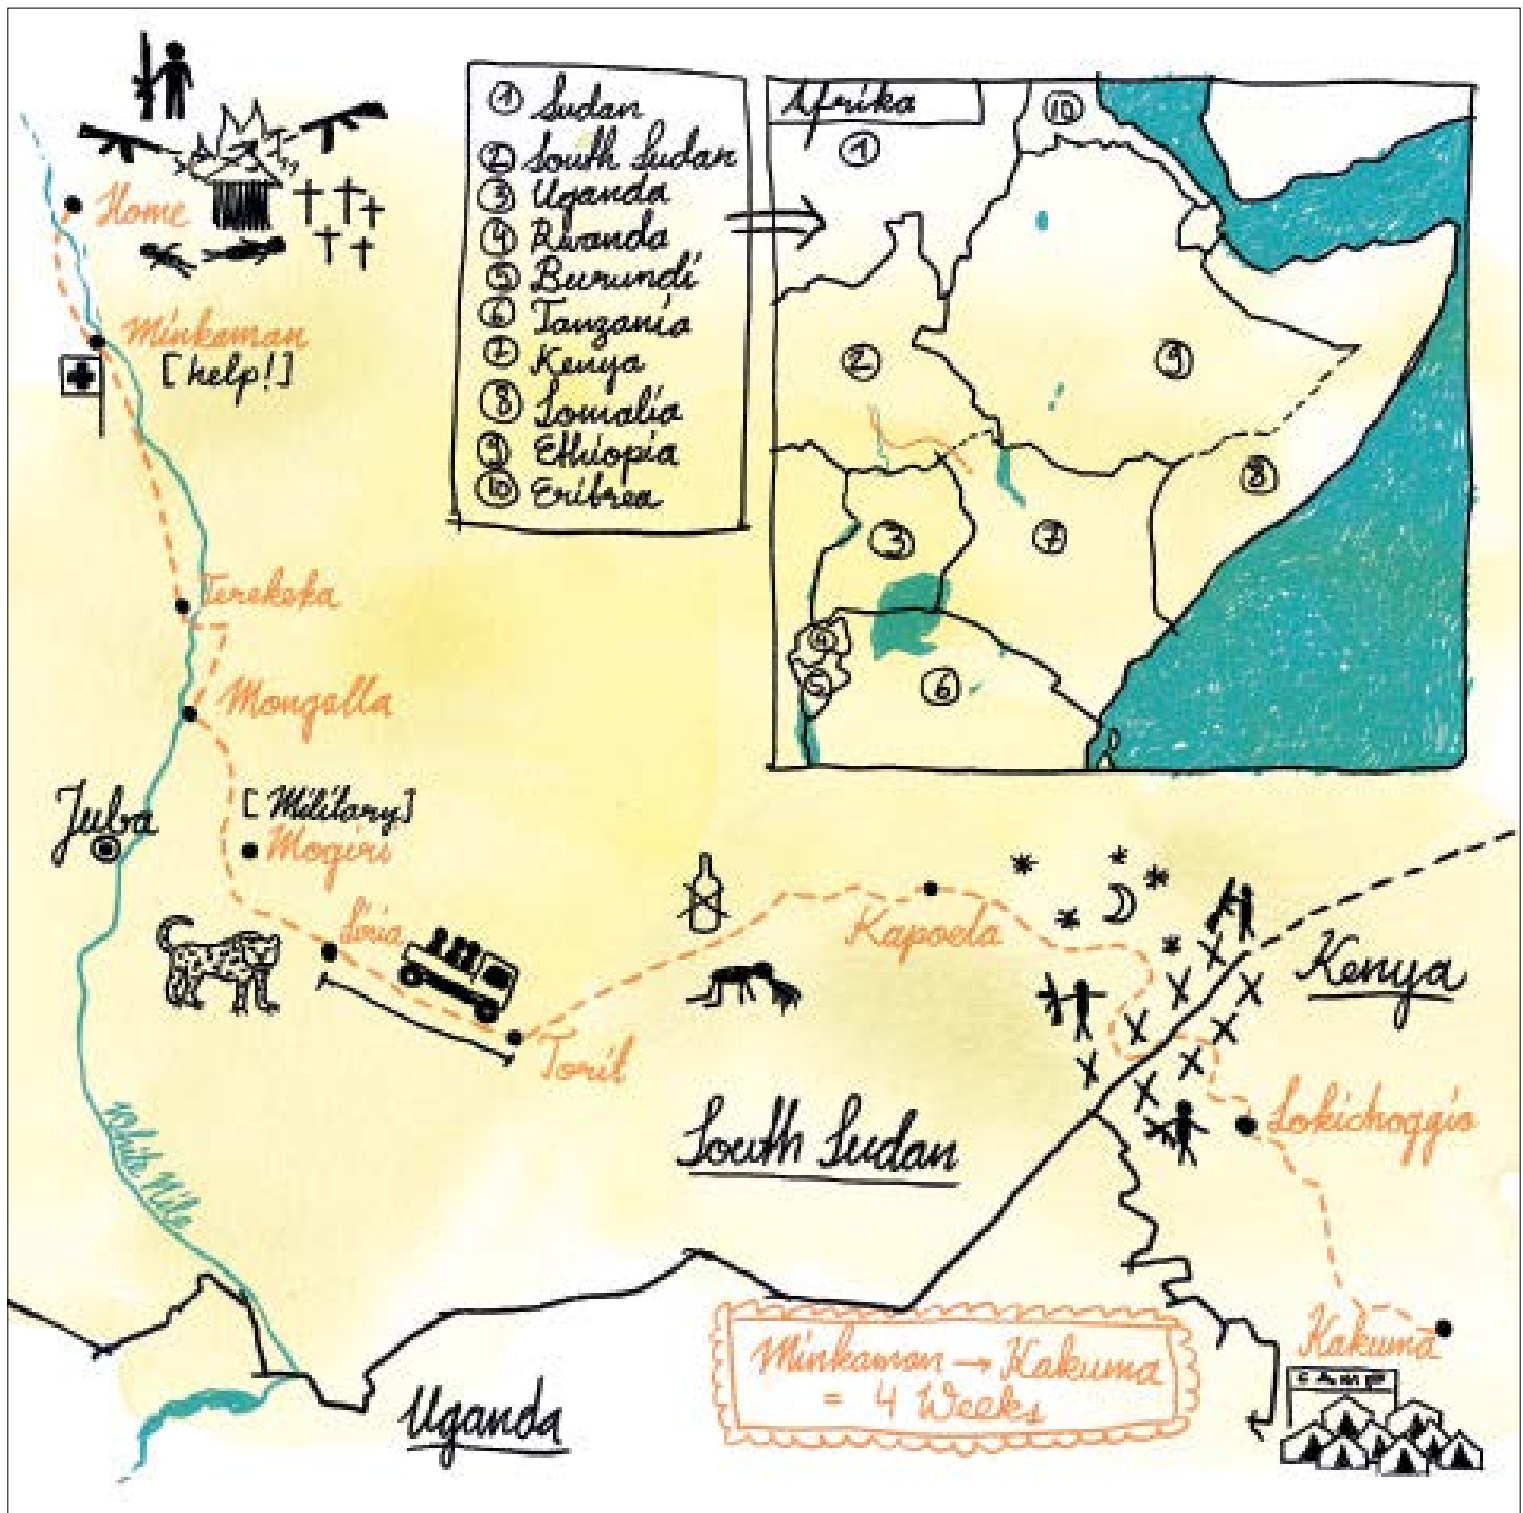 ① Sudan
② South Sudan
③ Uganda
④ Rwanda
⑤ Burundi
⑥ Tanzania
⑦ Kenya
⑧ Somalia
⑨ Ethiopia
⑩ Eritrea
Afrika
①
⑩
②
⑨
③
⑦
⑧
④
⑤
⑥
Home
Minkaman
[help!]
Terekeka
Mongella
Juba
[Military]
Mogiri
Liria
Torit
Kapoeta
Kenya
Lokichoggio
South Sudan
White Nile
Kakuma
CAMP
Uganda
Minkaman → Kakuma
= 4 Weeks